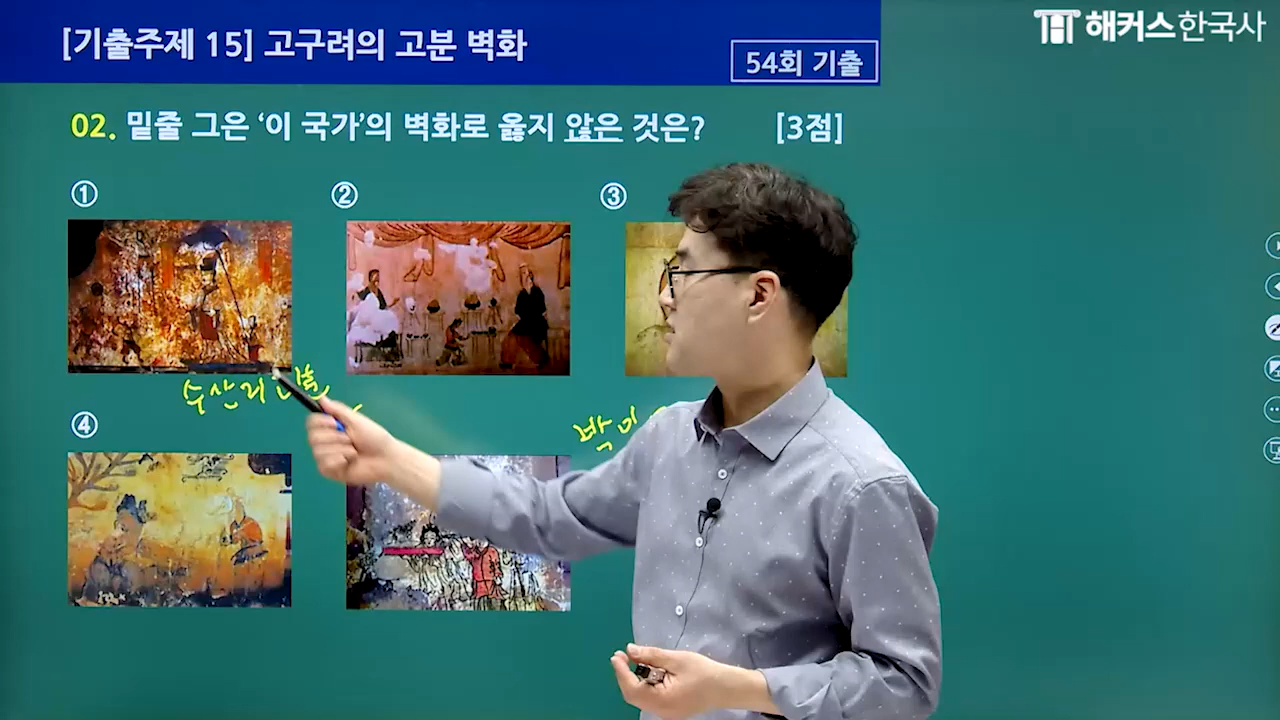 [기출주제 15] 고구려의 고분 벽화
54회 기출
해커스한국사
02. 밑줄 그은 ‘이 국가’의 벽화로 옳지 않은 것은? [3점]
①
②
③
수산리
④